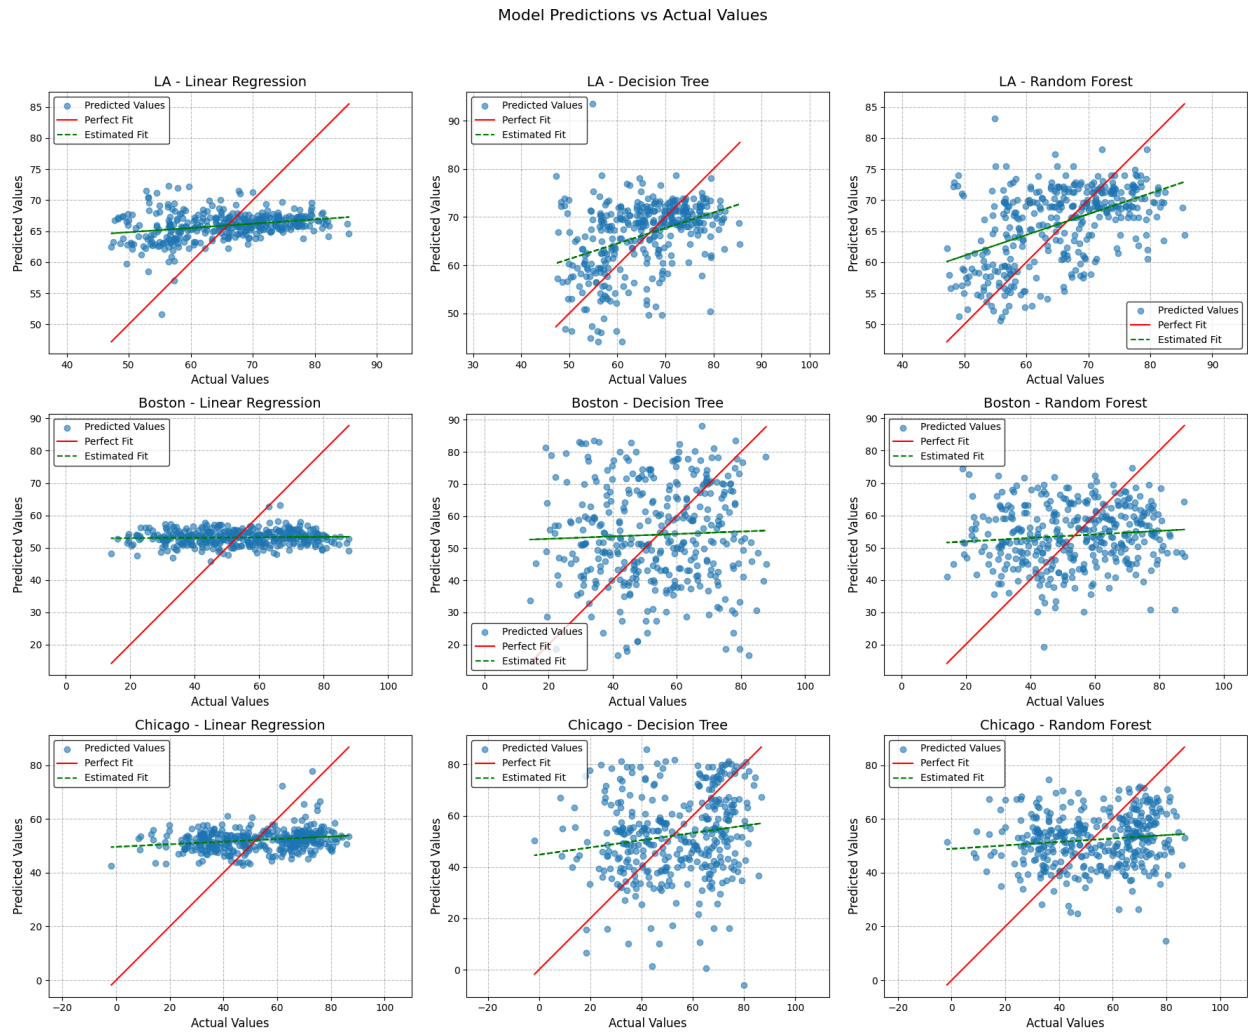 Model Predictions vs Actual Values
LA - Linear Regression
Predicted Values
Perfect Fit
Estimated Fit
85
80
75
70
65
60
55
50
40
50
60
70
80
90
Predicted Values
Actual Values
LA - Decision Tree
Predicted Values
Perfect Fit
Estimated Fit
90
80
70
60
50
30
40
50
60
70
80
90
100
Predicted Values
Actual Values
LA - Random Forest
85
80
75
70
65
60
55
50
Predicted Values
Perfect Fit
Estimated Fit
40
50
60
70
80
90
Predicted Values
Actual Values
Boston - Linear Regression
Predicted Values
Perfect Fit
Estimated Fit
90
80
70
60
50
40
30
20
0
20
40
60
80
100
Predicted Values
Actual Values
Boston - Decision Tree
90
80
70
60
50
40
30
20
Predicted Values
Perfect Fit
Estimated Fit
0
20
40
60
80
100
Predicted Values
Actual Values
Boston - Random Forest
Predicted Values
Perfect Fit
Estimated Fit
90
80
70
60
50
40
30
20
0
20
40
60
80
100
Predicted Values
Actual Values
Chicago - Linear Regression
Predicted Values
Perfect Fit
Estimated Fit
80
60
40
20
0
−20
0
20
40
60
80
100
Predicted Values
Actual Values
Chicago - Decision Tree
Predicted Values
Perfect Fit
Estimated Fit
80
60
40
20
0
−20
0
20
40
60
80
100
Predicted Values
Actual Values
Chicago - Random Forest
Predicted Values
Perfect Fit
Estimated Fit
80
60
40
20
0
−20
0
20
40
60
80
100
Predicted Values
Actual Values